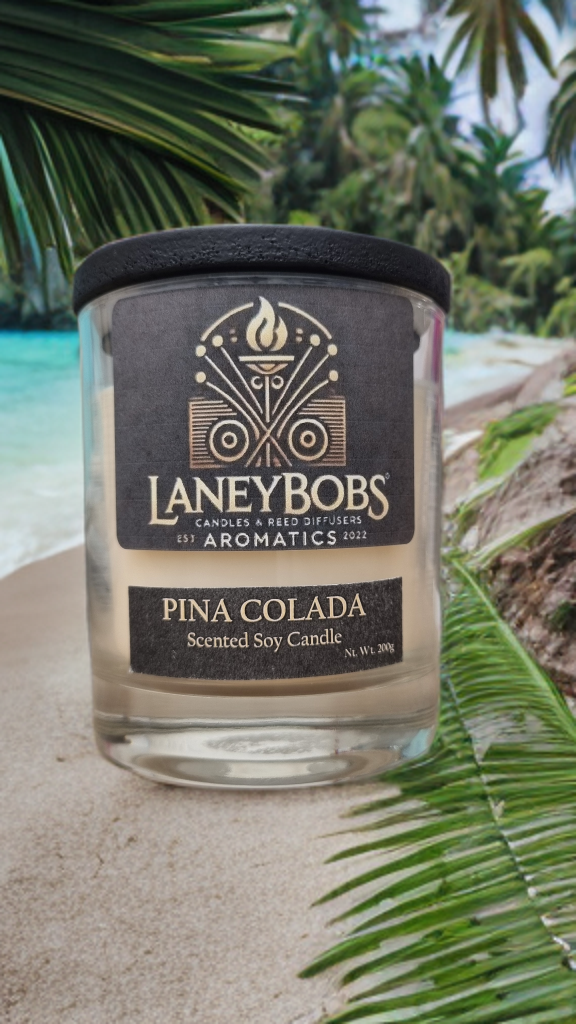 LANEYBOBS
CANDLES & REED DIFFUSERS
EST AROMATICS 2022
PINA COLADA
Scented Soy Candle
Nt. Wt. 200g